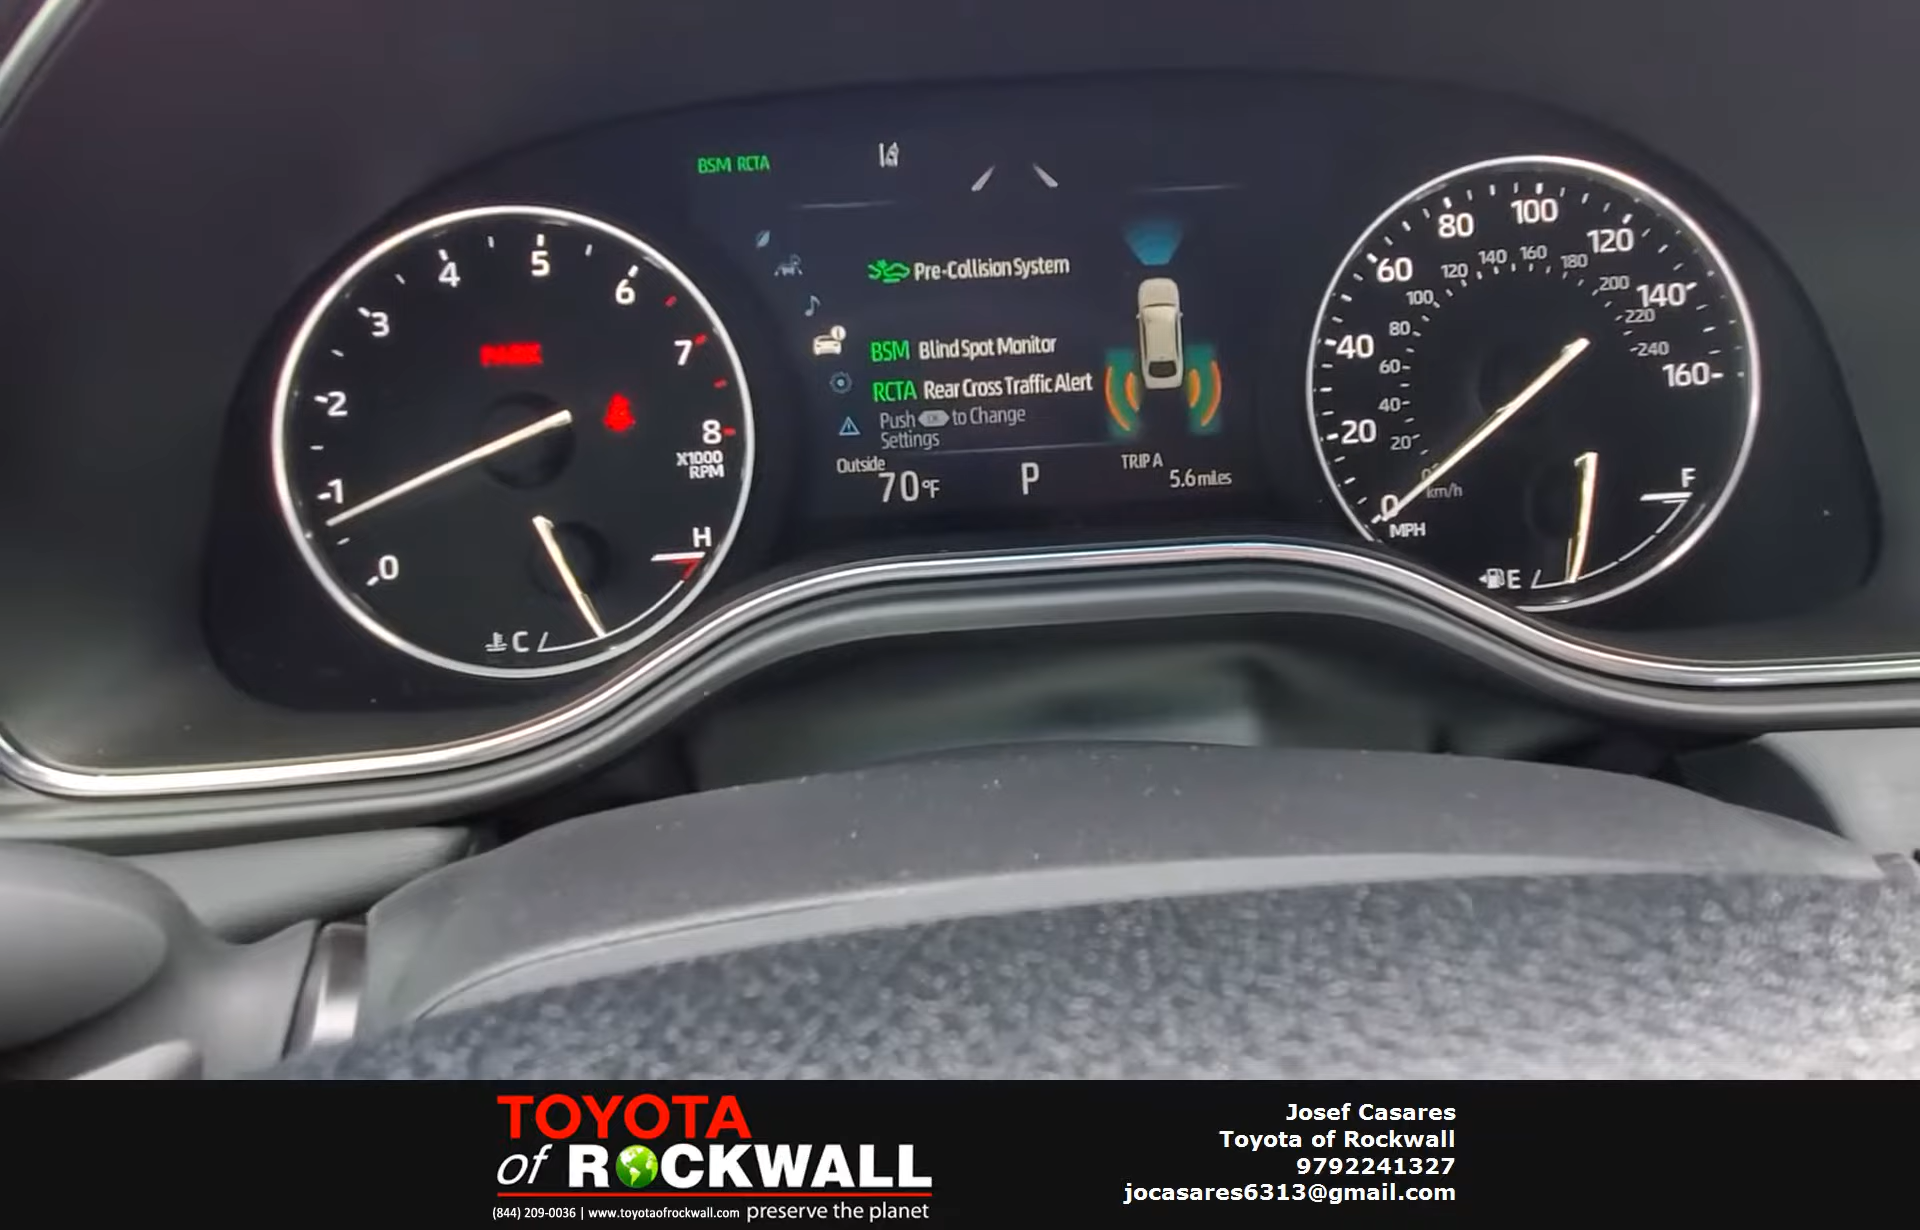 BSM RCTA
Pre-Collision System
BSM Blind Spot Monitor
RCTA Rear Cross Traffic Alert
Push OK to Change
Settings
Outside
70°F
P
TRIP A
5.6 miles
0
1
2
3
4
5
6
7
8
X1000
RPM
PARK
H
C
0
20
40
60
80
100
120
140
160
0
20
40
60
80
100
120
140
160
180
200
220
240
km/h
MPH
F
E
TOYOTA
of ROCKWALL
(844) 209-0036 | www.toyotaofrockwall.com preserve the planet
Josef Casares
Toyota of Rockwall
9792241327
jocasares6313@gmail.com